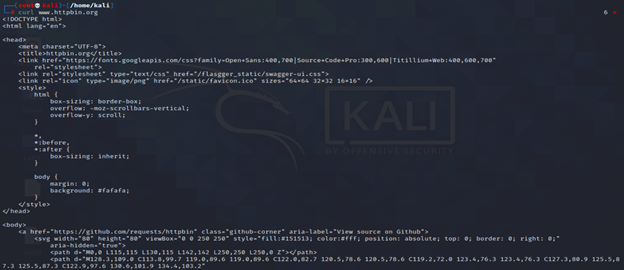 (root💀kali)-[/home/kali]
curl www.httpbin.org
6
<!DOCTYPE html>
<html lang="en">
<head>
<meta charset="UTF-8">
<title>httpbin.org</title>
<link href="https://fonts.googleapis.com/css?family=Open+Sans:400,700|Source+Code+Pro:300,600|Titillium+Web:400,600,700"
rel="stylesheet">
<link rel="stylesheet" type="text/css" href="/flasgger_static/swagger-ui.css">
<link rel="icon" type="image/png" href="/static/favicon.ico" sizes="64x64 32x32 16x16" />
<style>
html {
box-sizing: border-box;
overflow: -moz-scrollbars-vertical;
overflow-y: scroll;
}
*,
*:before,
*:after {
box-sizing: inherit;
}
body {
margin: 0;
background: #fafafa;
}
</style>
</head>
<body>
<a href="https://github.com/requests/httpbin" class="github-corner" aria-label="View source on Github">
<svg width="80" height="80" viewBox="0 0 250 250" style="fill:#151513; color:#fff; position: absolute; top: 0; border: 0; right: 0;"
aria-hidden="true">
<path d="M0,0 L115,115 L130,115 L142,142 L250,250 L250,0 Z"></path>
<path d="M128.3,109.0 C113.8,99.7 119.0,89.6 119.0,89.6 C122.0,82.7 120.5,78.6 120.5,78.6 C119.2,72.0 123.4,76.3 123.4,76.3 C127.3,80.9 125.5,8
7.3 125.5,87.3 C122.9,97.6 130.6,101.9 134.4,103.2"
KALI
BY OFFENSIVE SECURITY